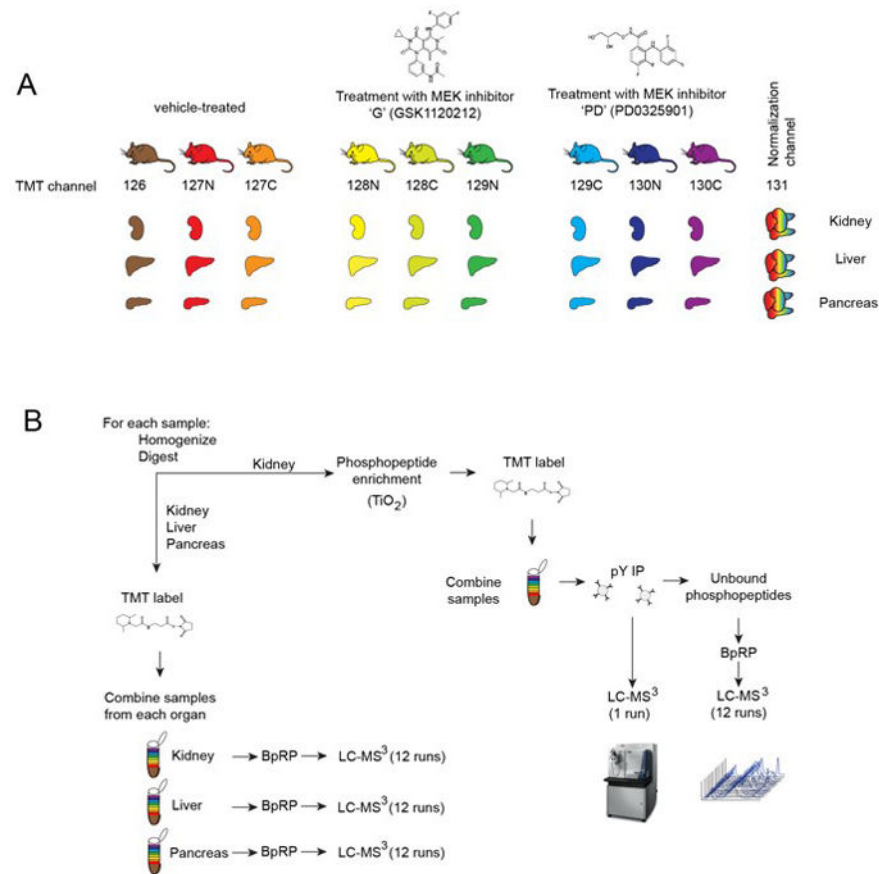 A
vehicle-treated
Treatment with MEK inhibitor
'G' (GSK1120212)
Treatment with MEK inhibitor
'PD' (PD0325901)
Normalization
channel
TMT channel
126
127N
127C
128N
128C
129N
129C
130N
130C
131
Kidney
Liver
Pancreas
B
For each sample:
Homogenize
Digest
Kidney
Phosphopeptide
enrichment
(TiO₂)
TMT label
Kidney
Liver
Pancreas
TMT label
Combine
samples
pY IP
Unbound
phosphopeptides
BpRP
LC-MS³
(1 run)
LC-MS³
(12 runs)
Combine samples
from each organ
Kidney BpRP LC-MS³ (12 runs)
Liver BpRP LC-MS³ (12 runs)
Pancreas BpRP LC-MS³ (12 runs)